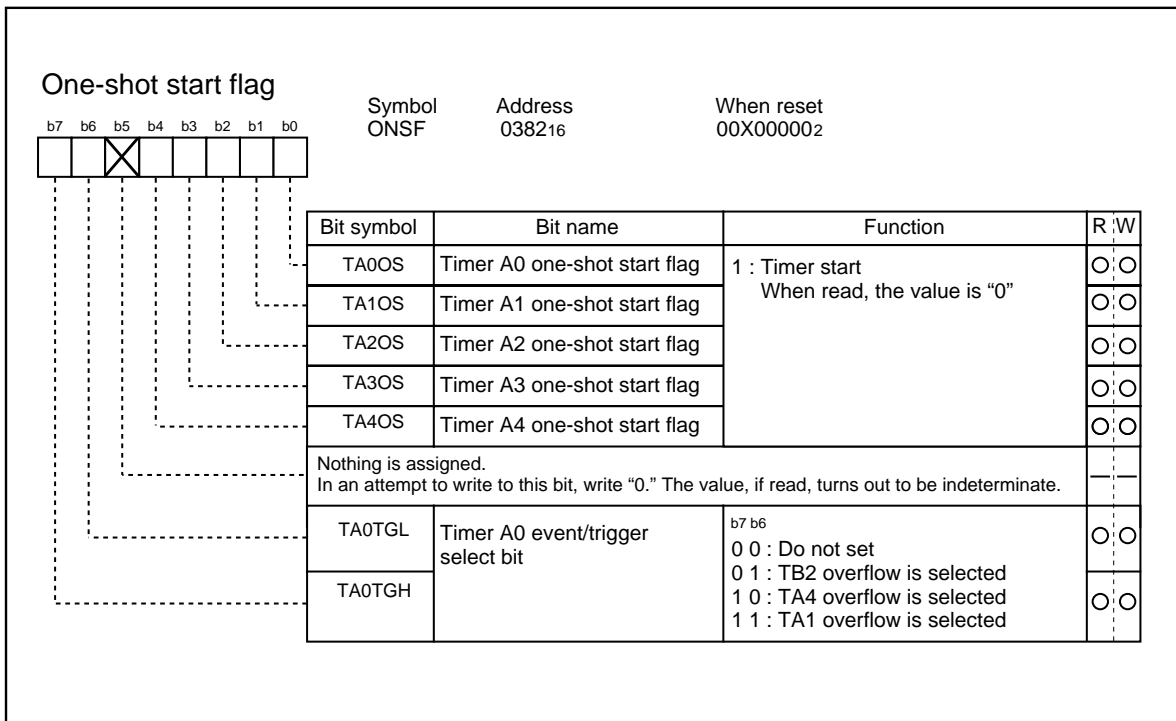 One-shot start flag
Symbol Address When reset
ONSF 038216 00X000002
b7 b6 b5 b4 b3 b2 b1 b0
Bit symbol Bit name Function R W
TA0OS Timer A0 one-shot start flag 1 : Timer start
When read, the value is “0”
TA1OS Timer A1 one-shot start flag
TA2OS Timer A2 one-shot start flag
TA3OS Timer A3 one-shot start flag
TA4OS Timer A4 one-shot start flag
Nothing is assigned.
In an attempt to write to this bit, write “0.” The value, if read, turns out to be indeterminate.
TA0TGL Timer A0 event/trigger
select bit
TA0TGH
b7 b6
0 0 : Do not set
0 1 : TB2 overflow is selected
1 0 : TA4 overflow is selected
1 1 : TA1 overflow is selected